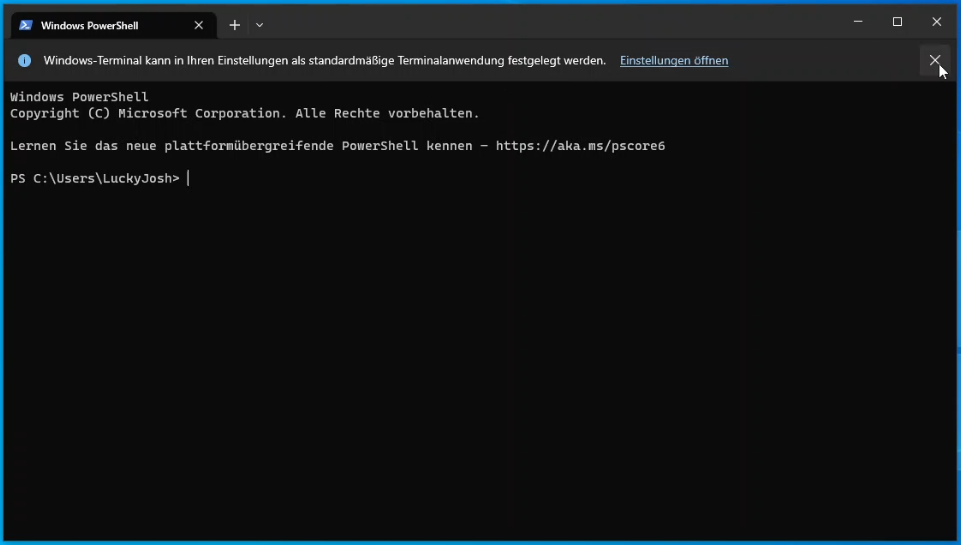 Windows PowerShell
Windows-Terminal kann in Ihren Einstellungen als standardmäßige Terminalanwendung festgelegt werden. Einstellungen öffnen
Windows PowerShell
Copyright (C) Microsoft Corporation. Alle Rechte vorbehalten.
Lernen Sie das neue plattformübergreifende PowerShell kennen – https://aka.ms/pscore6
PS C:\Users\LuckyJosh>